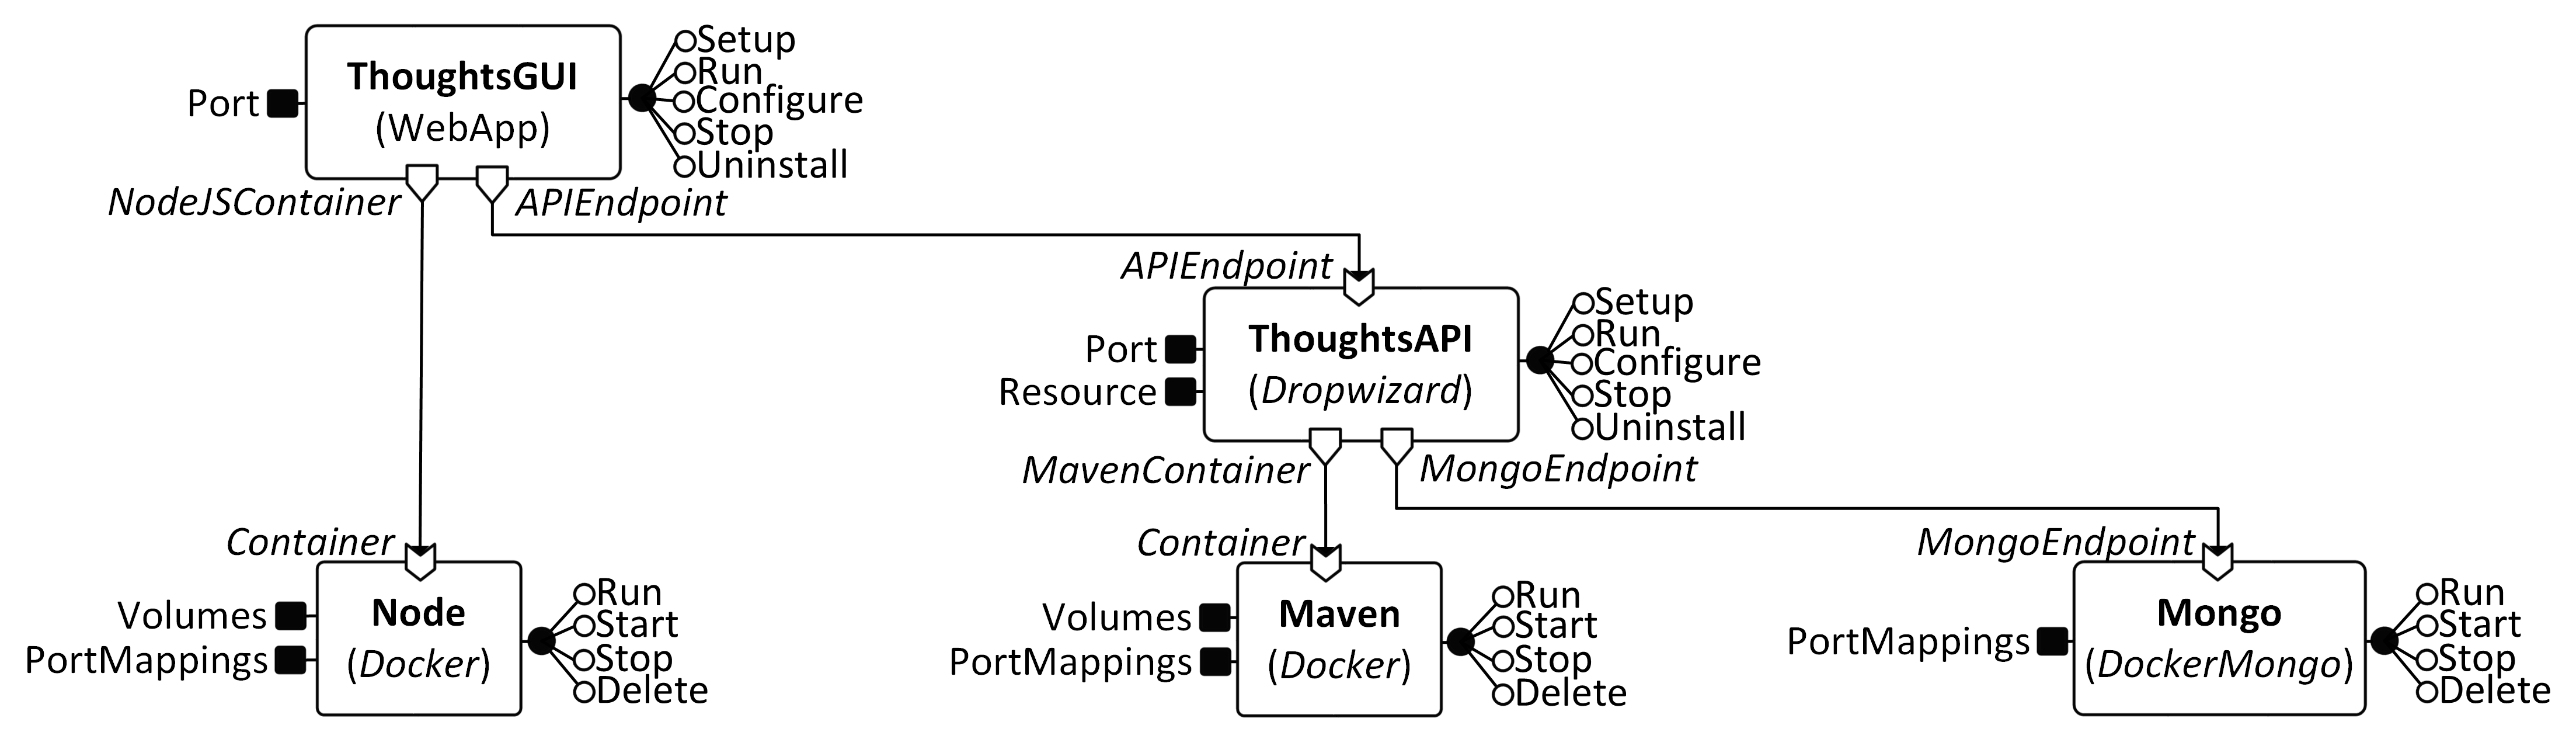 ThoughtsGUI
(WebApp)
Port
Setup
Run
Configure
Stop
Uninstall
NodeJSContainer
APIEndpoint
APIEndpoint
ThoughtsAPI
(Dropwizard)
Port
Resource
Setup
Run
Configure
Stop
Uninstall
MavenContainer
MongoEndpoint
Container
Node
(Docker)
Volumes
PortMappings
Run
Start
Stop
Delete
Container
Maven
(Docker)
Volumes
PortMappings
Run
Start
Stop
Delete
MongoEndpoint
Mongo
(DockerMongo)
PortMappings
Run
Start
Stop
Delete